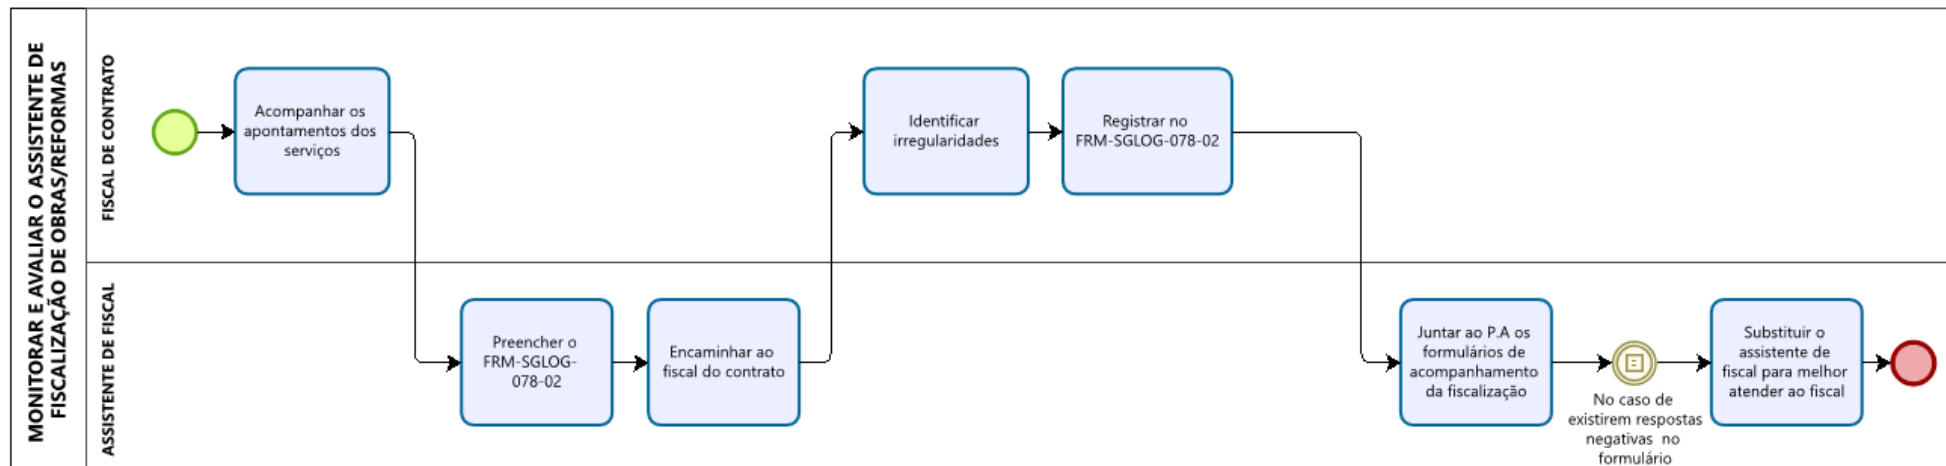 MONITORAR E AVALIAR O ASSISTENTE DE
FISCALIZAÇÃO DE OBRAS/REFORMAS
FISCAL DE CONTRATO
Acompanhar os
apontamentos dos
serviços
Identificar
irregularidades
Registrar no
FRM-SGLOG-078-02
ASSISTENTE DE FISCAL
Preencher o
FRM-SGLOG-
078-02
Encaminhar ao
fiscal do contrato
Juntar ao P.A os
formulários de
acompanhamento
da fiscalização
No caso de
existirem respostas
negativas no
formulário
Substituir o
assistente de
fiscal para melhor
atender ao fiscal